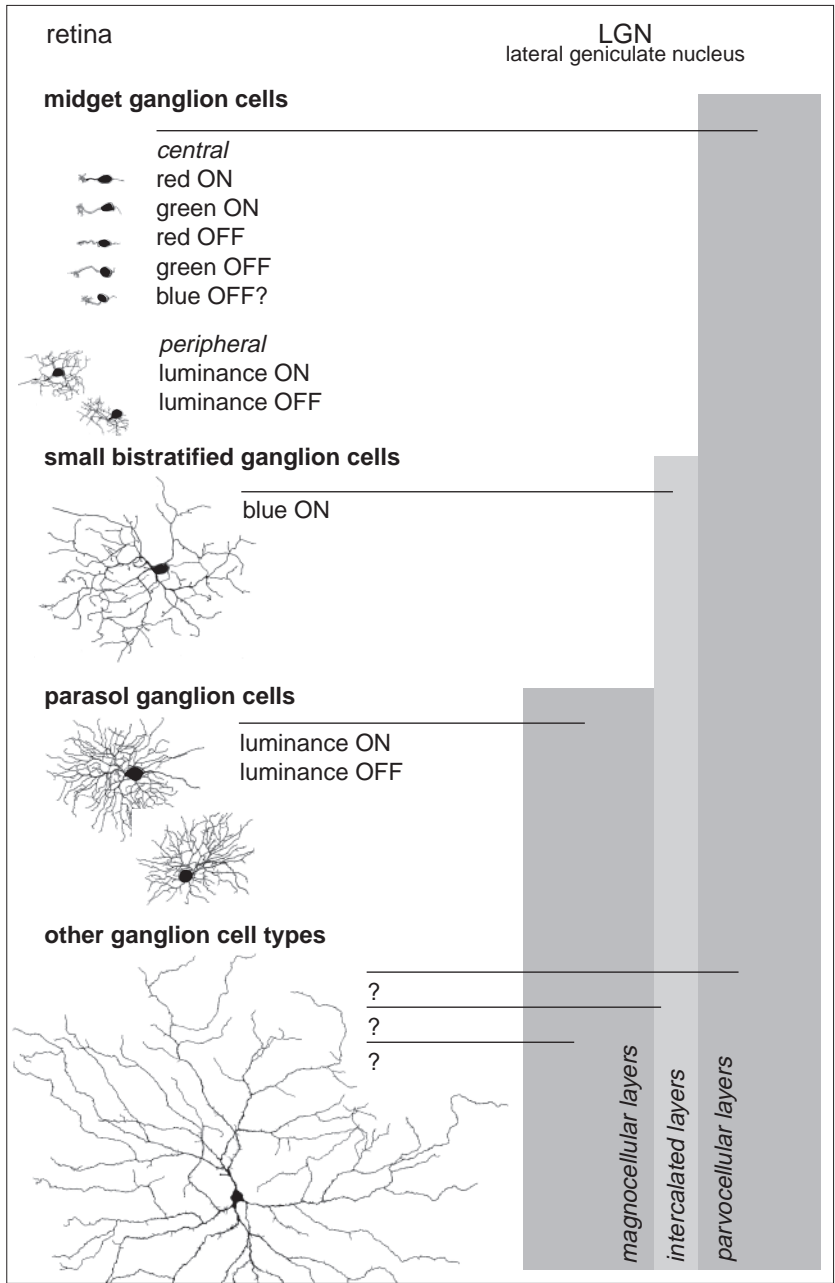 retina
LGN
lateral geniculate nucleus
midget ganglion cells
central
red ON
green ON
red OFF
green OFF
blue OFF?
peripheral
luminance ON
luminance OFF
small bistratified ganglion cells
blue ON
parasol ganglion cells
luminance ON
luminance OFF
other ganglion cell types
?
?
?
magnocellular layers
intercalated layers
parvocellular layers